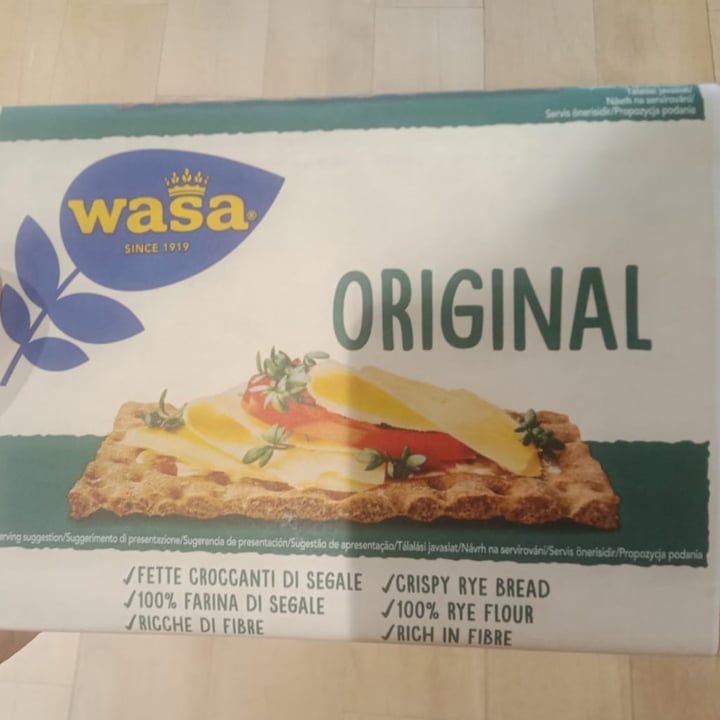 Tálalási javaslat/
Návrh na servírování/
Servis önerisidir/Propozycja podania
wasa®
SINCE 1919
ORIGINAL
erving suggestion/Suggerimento di presentazione/Sugerencia de presentación/Sugestão de apresentação/Tálalási javaslat/Návrh na servírování/Servis önerisidir/Propozycja podania
✓FETTE CROCCANTI DI SEGALE
✓100% FARINA DI SEGALE
✓RICCHE DI FIBRE
✓CRISPY RYE BREAD
✓100% RYE FLOUR
✓RICH IN FIBRE